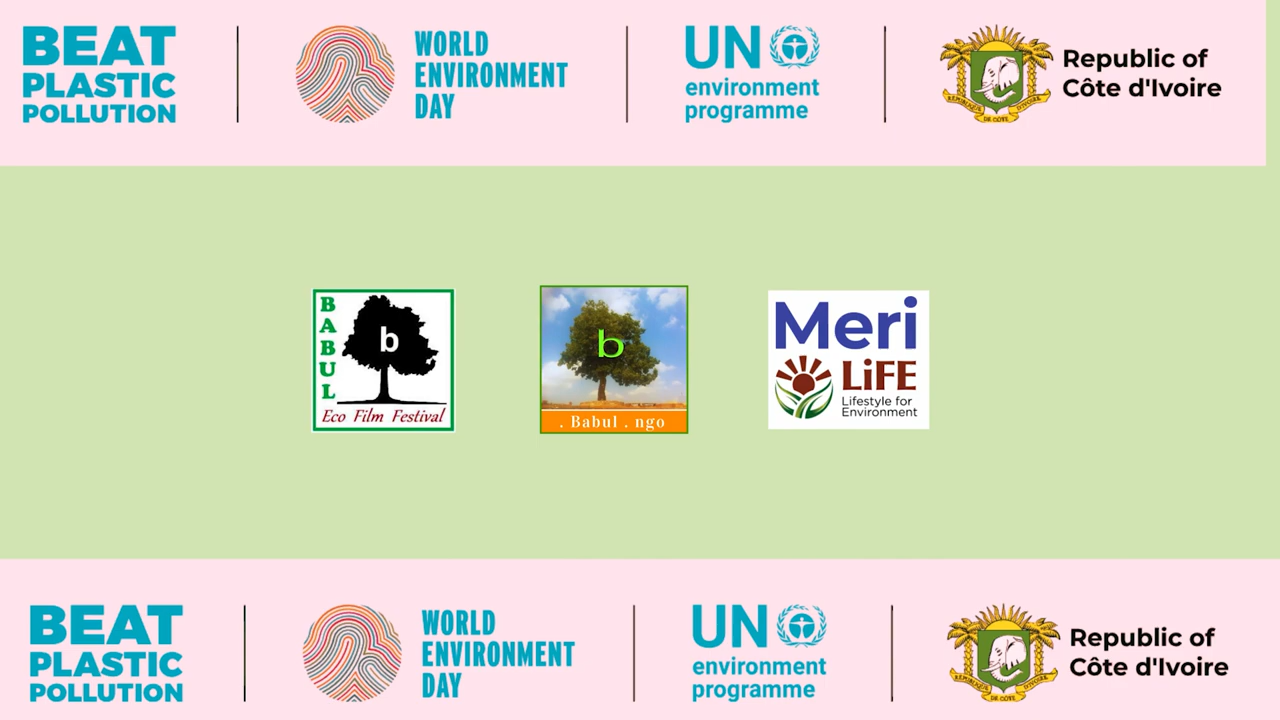 BEAT
PLASTIC
POLLUTION
WORLD
ENVIRONMENT
DAY
UN
environment
programme
Republic of
Côte d'Ivoire
BABUL
b
Eco Film Festival
b
. Babul . ngo
Meri
LiFE
Lifestyle for
Environment
BEAT
PLASTIC
POLLUTION
WORLD
ENVIRONMENT
DAY
UN
environment
programme
Republic of
Côte d'Ivoire